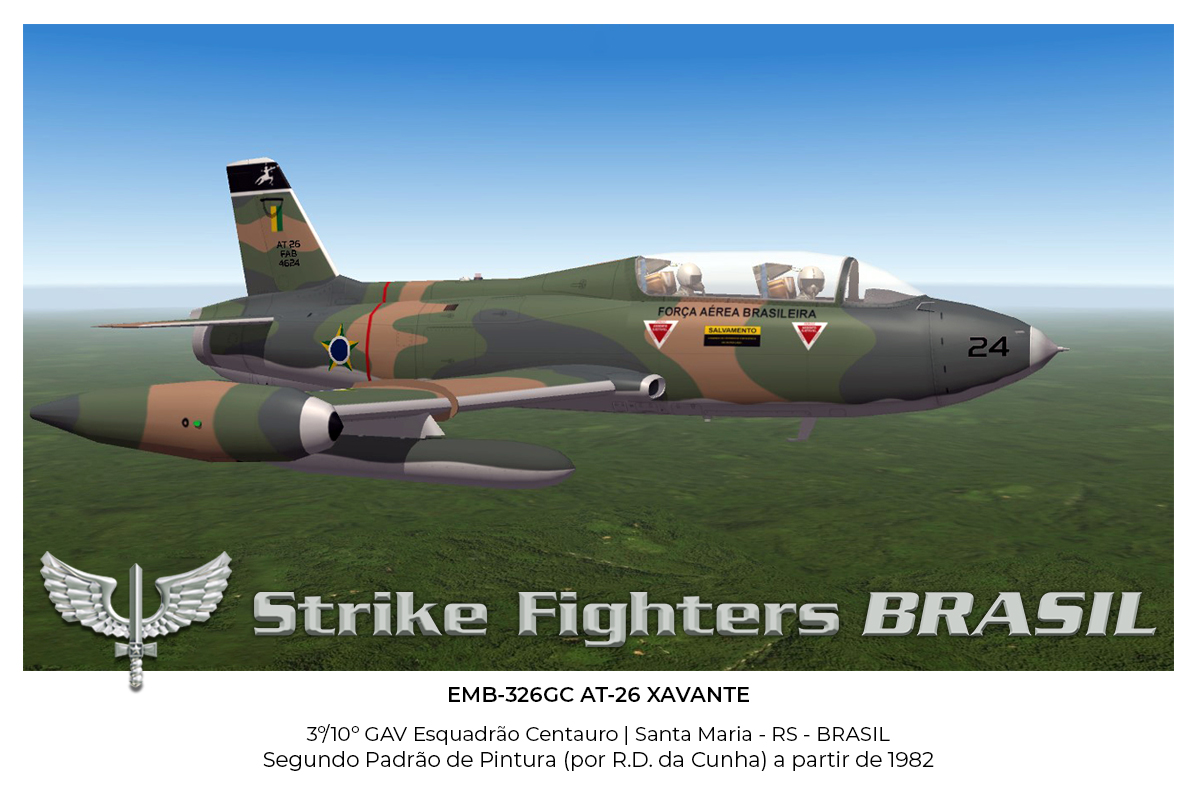 AT 26
FAB
4624
FORÇA AÉREA BRASILEIRA
SALVAMENTO
24
Strike Fighters BRASIL
EMB-326GC AT-26 XAVANTE
3º/10º GAV Esquadrão Centauro | Santa Maria - RS - BRASIL
Segundo Padrão de Pintura (por R.D. da Cunha) a partir de 1982